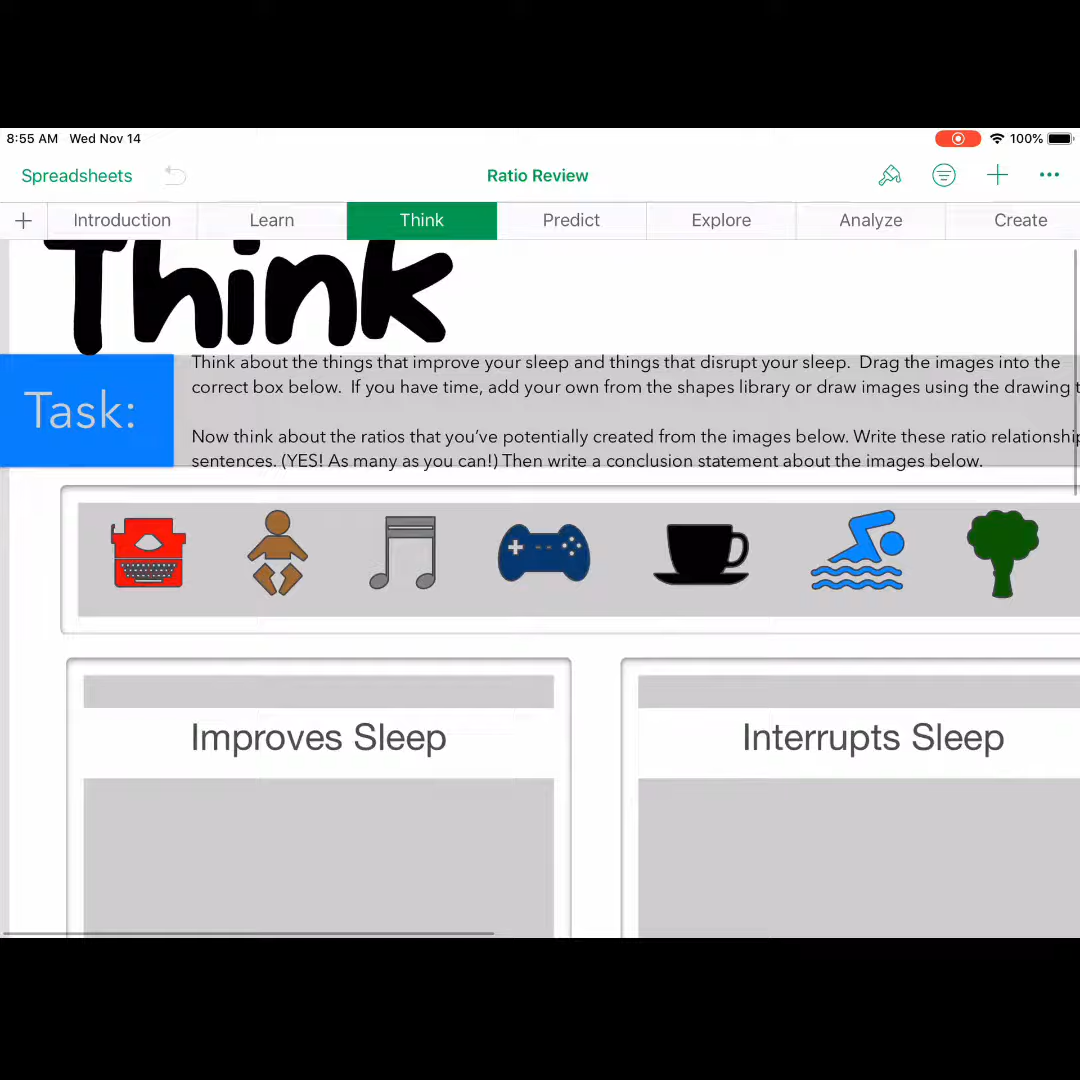 8:55 AM Wed Nov 14
100%
Spreadsheets
Ratio Review
Introduction
Learn
Think
Predict
Explore
Analyze
Create
Think
Task:
Think about the things that improve your sleep and things that disrupt your sleep. Drag the images into the
correct box below. If you have time, add your own from the shapes library or draw images using the drawing
Now think about the ratios that you've potentially created from the images below. Write these ratio
sentences. (YES! As many as you can!) Then write a conclusion statement about the images below.
Improves Sleep
Interrupts Sleep